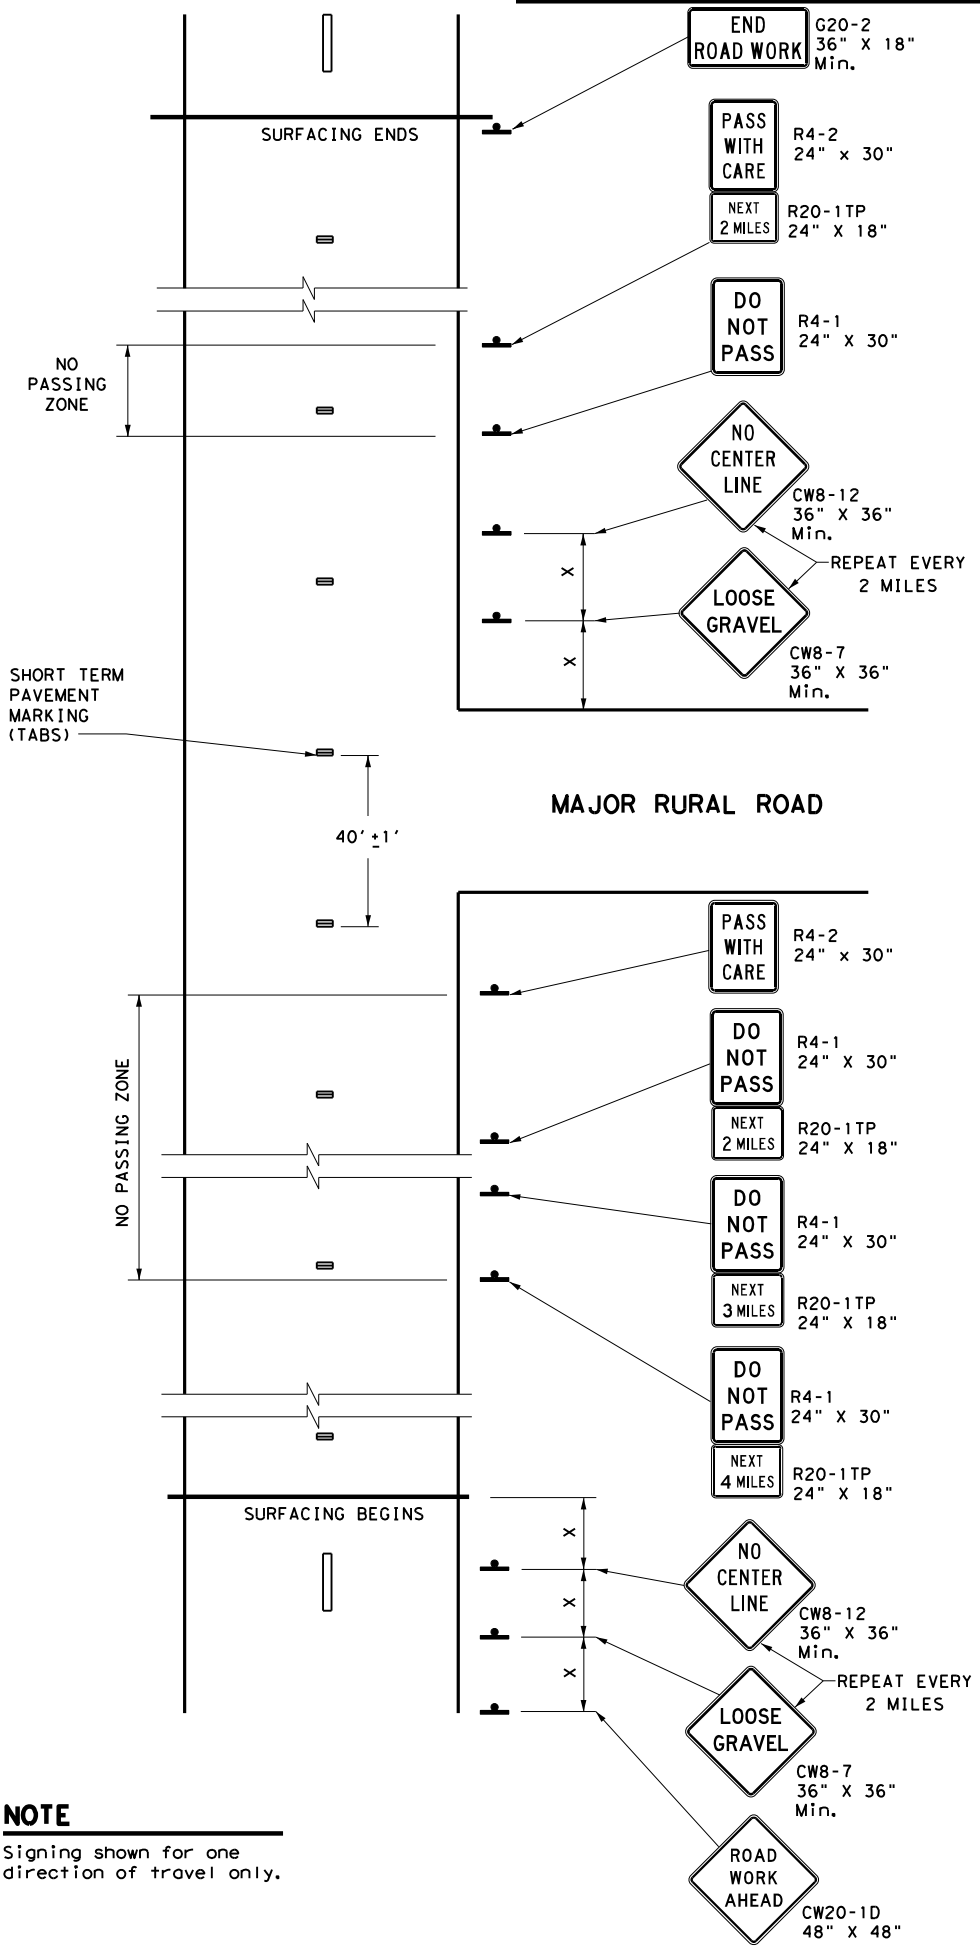 END
ROAD WORK
G20-2
36" X 18"
Min.
SURFACING ENDS
PASS
WITH
CARE
R4-2
24" x 30"
NEXT
2 MILES
R20-1TP
24" X 18"
DO
NOT
PASS
R4-1
24" X 30"
NO
PASSING
ZONE
NO
CENTER
LINE
CW8-12
36" X 36"
Min.
REPEAT EVERY
2 MILES
X
LOOSE
GRAVEL
CW8-7
36" X 36"
Min.
X
SHORT TERM
PAVEMENT
MARKING
(TABS)
40' ±1'
MAJOR RURAL ROAD
PASS
WITH
CARE
R4-2
24" x 30"
DO
NOT
PASS
R4-1
24" X 30"
NEXT
2 MILES
R20-1TP
24" X 18"
NO PASSING ZONE
DO
NOT
PASS
R4-1
24" X 30"
NEXT
3 MILES
R20-1TP
24" X 18"
DO
NOT
PASS
R4-1
24" X 30"
NEXT
4 MILES
R20-1TP
24" X 18"
SURFACING BEGINS
X
NO
CENTER
LINE
CW8-12
36" X 36"
Min.
X
REPEAT EVERY
2 MILES
X
LOOSE
GRAVEL
CW8-7
36" X 36"
Min.
ROAD
WORK
AHEAD
CW20-1D
48" X 48"
NOTE
Signing shown for one
direction of travel only.